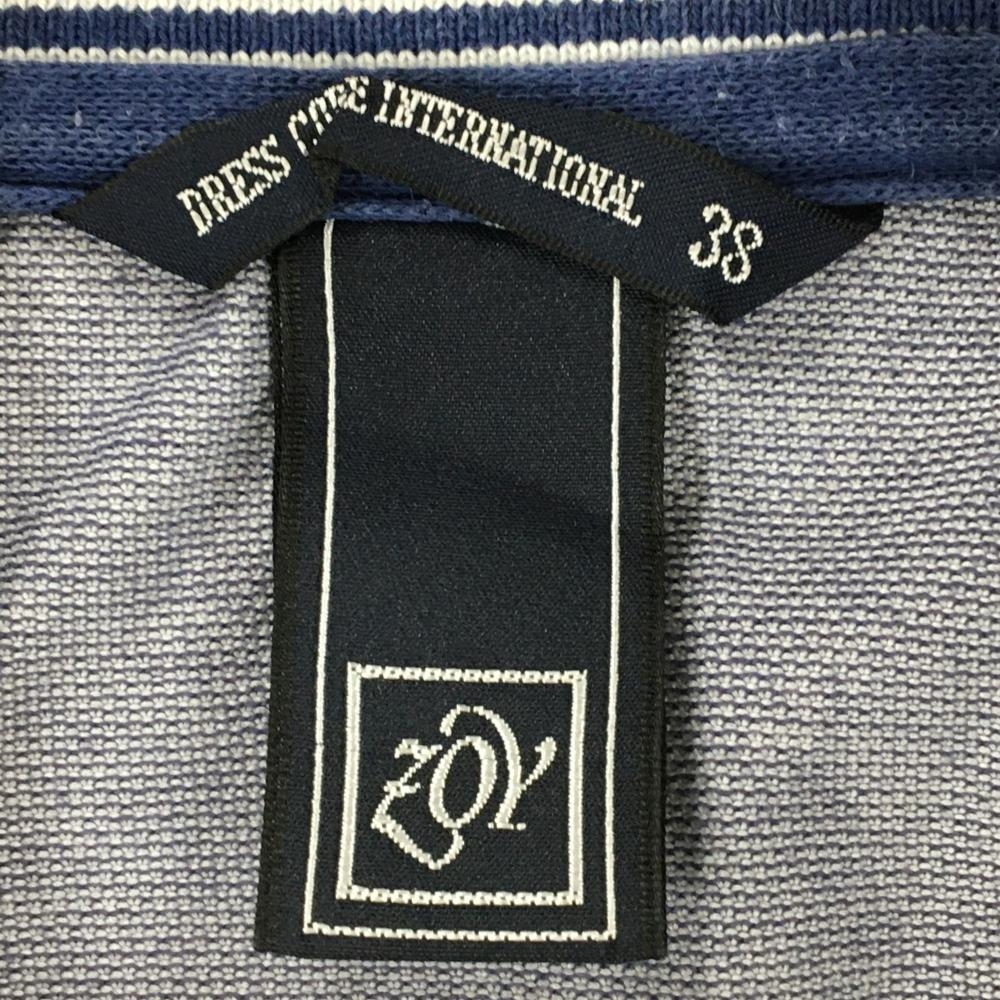 DRESS CODE INTERNATIONAL 38
ZOY